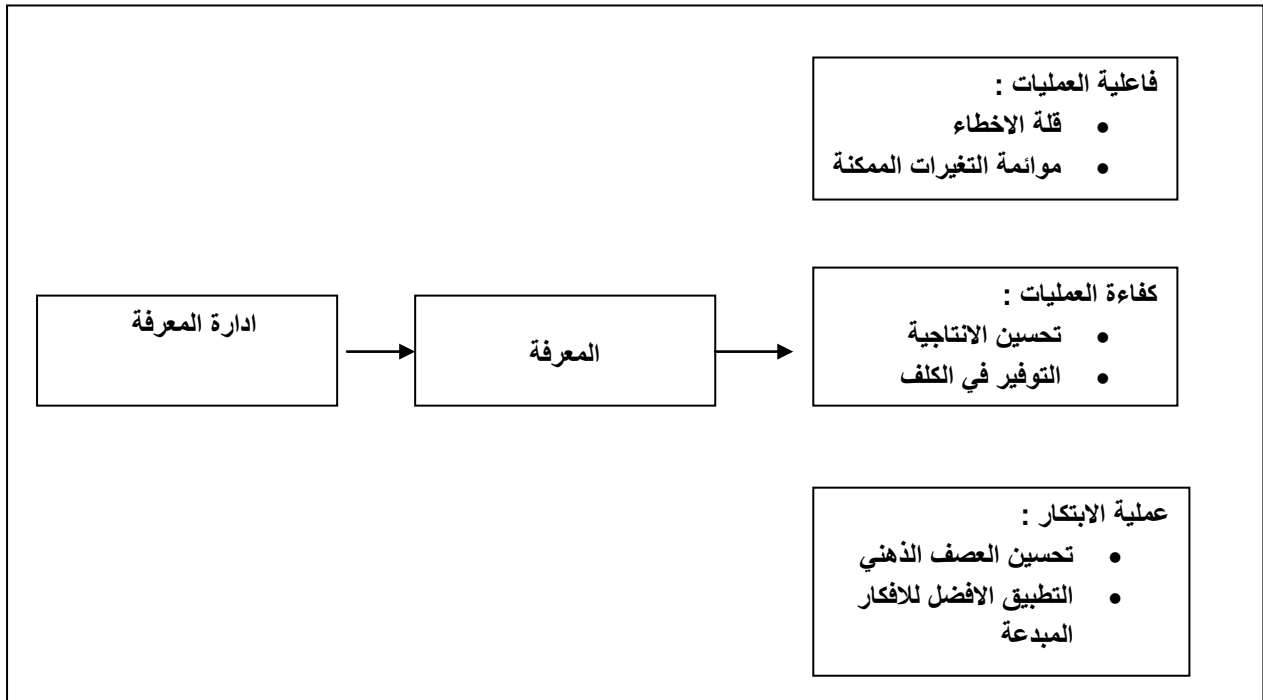 فاعلية العمليات :
• قلة الاخطاء
• موائمة التغيرات الممكنة
ادارة المعرفة
المعرفة
كفاءة العمليات :
• تحسين الانتاجية
• التوفير في الكلف
عملية الابتكار :
• تحسين العصف الذهني
• التطبيق الافضل للافكار
المبدعة